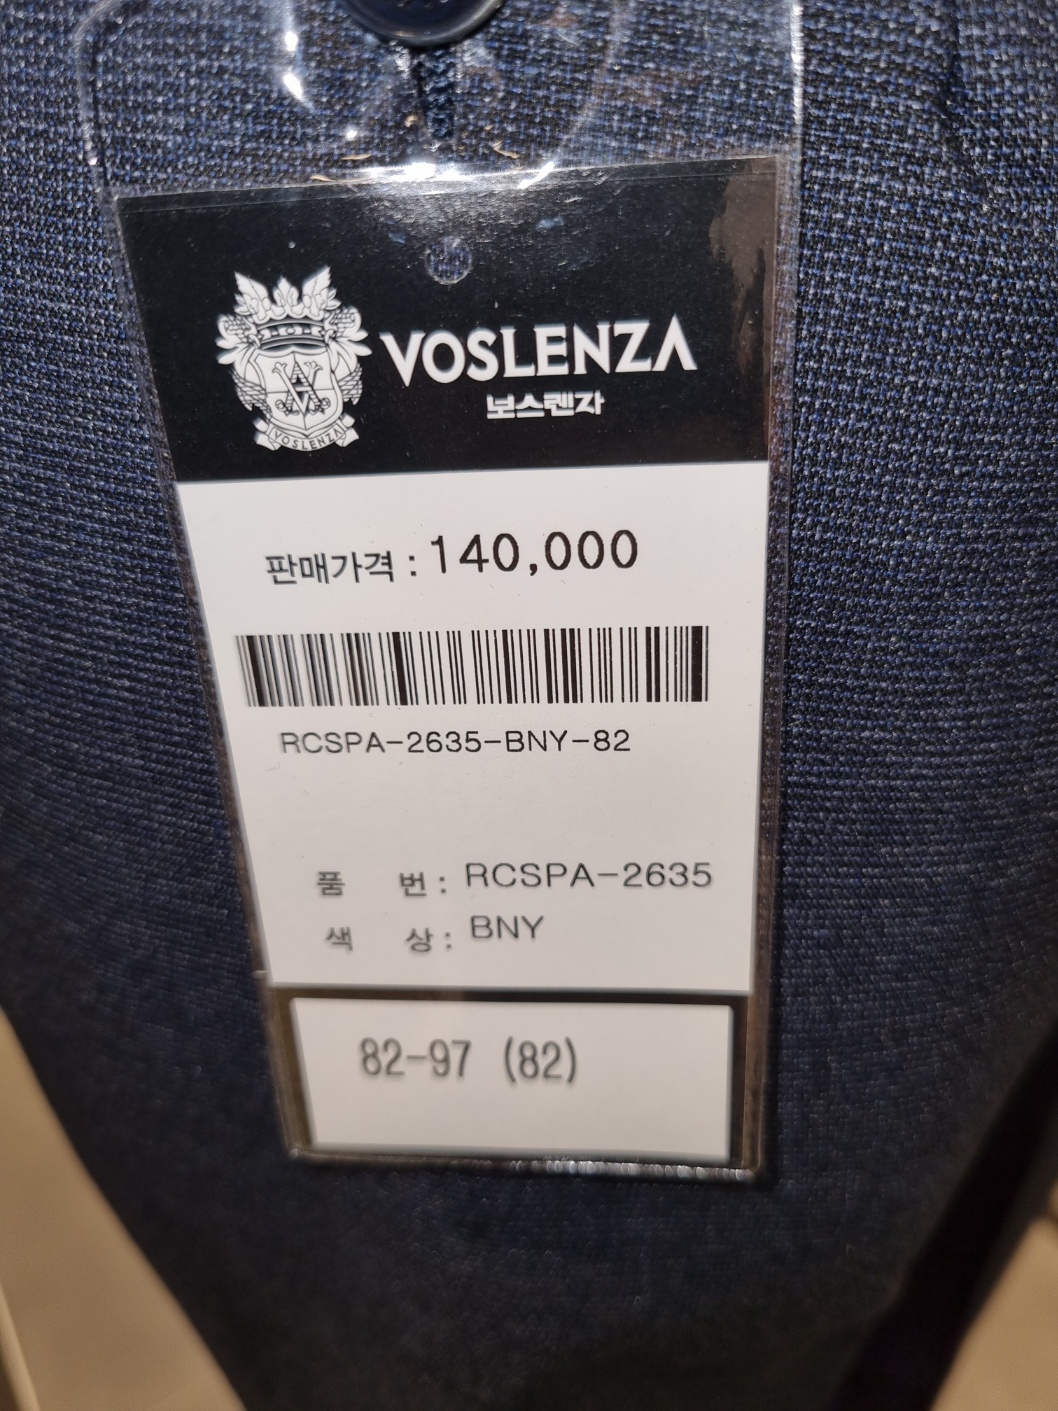 VOSLENZA
보스렌자
VOSLENZA
판매가격 : 140,000
RCSPA-2635-BNY-82
품 번 : RCSPA-2635
색 상 : BNY
82-97 (82)